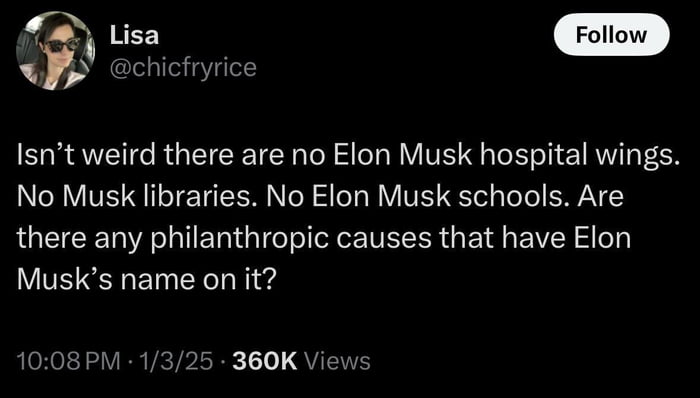 Lisa
Follow
@chicfryrice
Isn’t weird there are no Elon Musk hospital wings.
No Musk libraries. No Elon Musk schools. Are
there any philanthropic causes that have Elon
Musk’s name on it?
10:08 PM · 1/3/25 · 360K Views